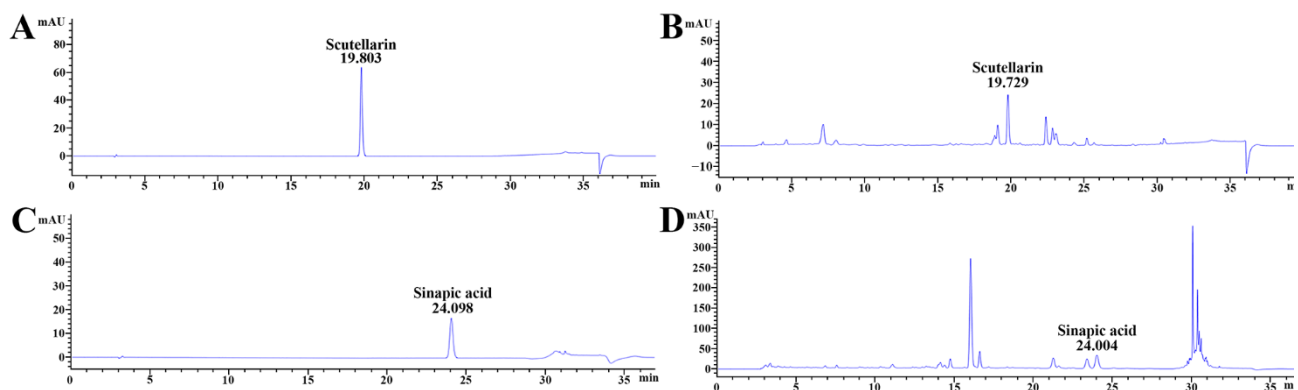 A
mAU
80
60
40
20
0
Scutellarin
19.803
0 5 10 15 20 25 30 35 min
B
mAU
50
40
30
20
10
0
−10
Scutellarin
19.729
0 5 10 15 20 25 30 35 m
C
mAU
50
40
30
20
10
0
Sinapic acid
24.098
0 5 10 15 20 25 30 35 min
D
mAU
350
300
250
200
150
100
50
0
Sinapic acid
24.004
0 5 10 15 20 25 30 35 m